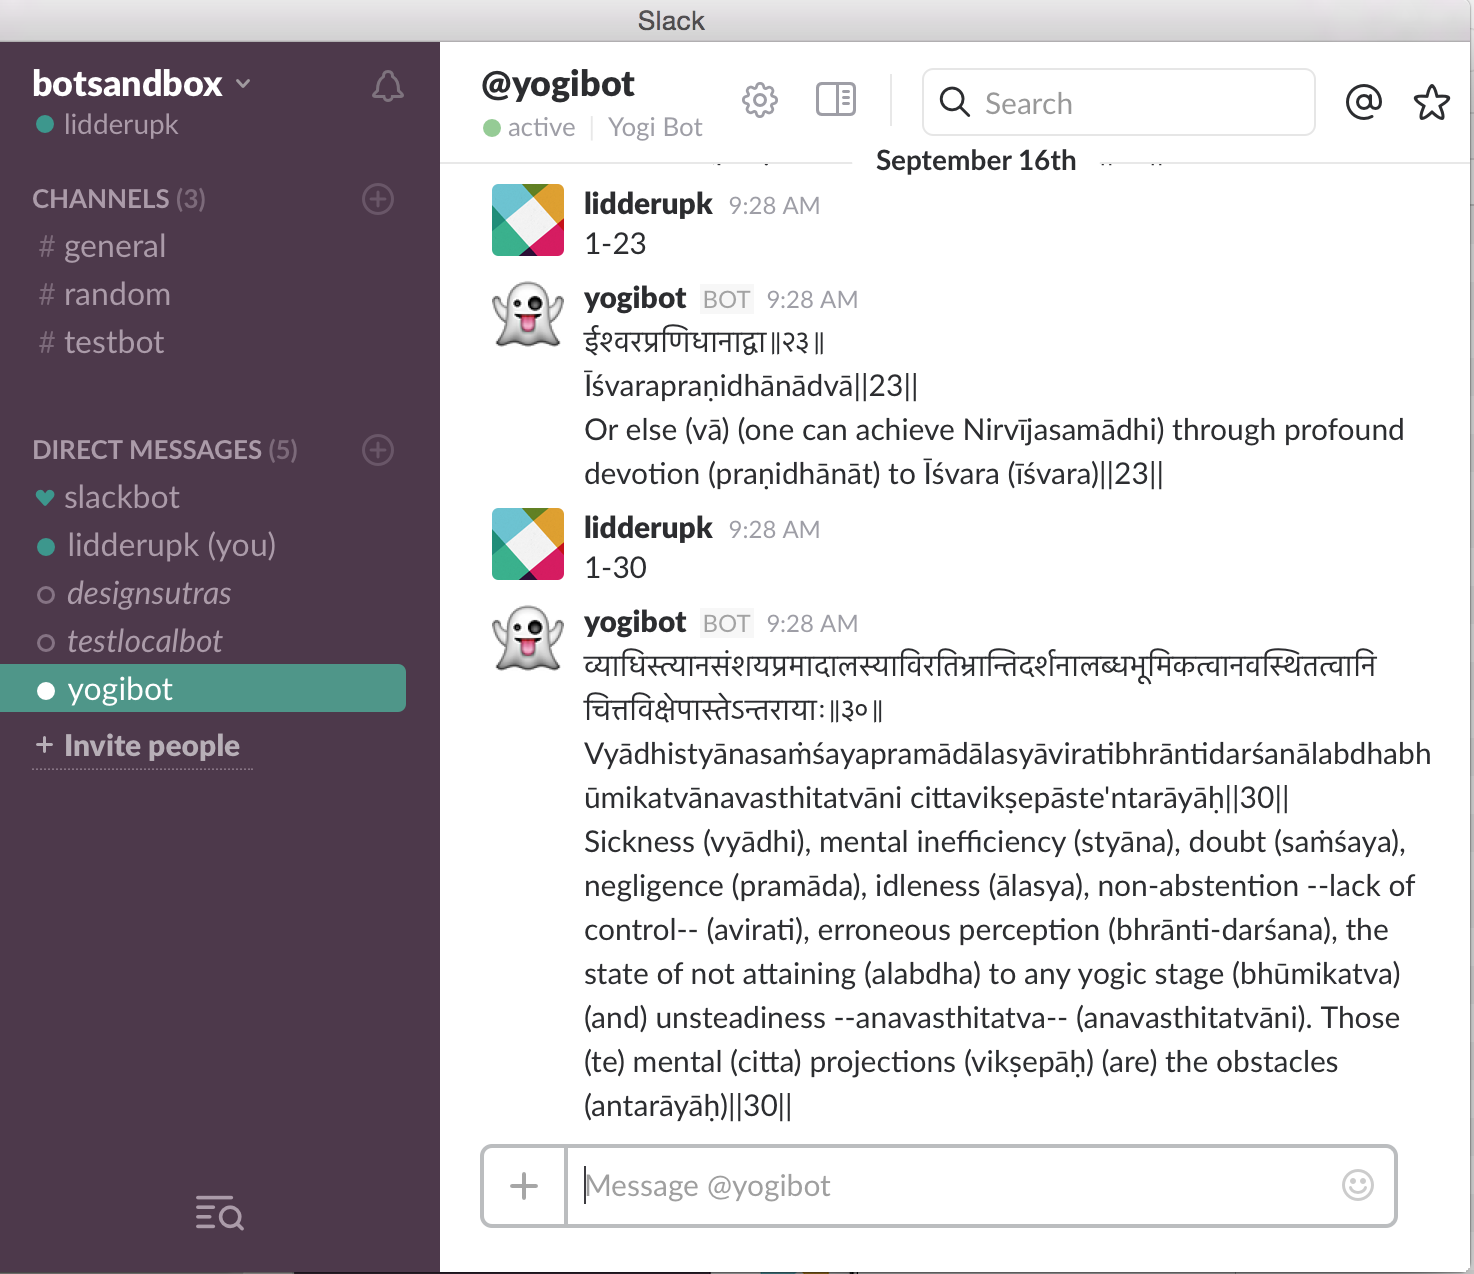 Slack
botsandbox
lidderupk
CHANNELS (3)
# general
# random
# testbot
DIRECT MESSAGES (5)
slackbot
lidderupk (you)
designsutras
testlocalbot
yogibot
+ Invite people
@yogibot
active | Yogi Bot
Search
September 16th
lidderupk 9:28 AM
1-23
yogibot BOT 9:28 AM
ईश्वरप्रणिधानाद्वा॥२३॥
Īśvarapraṇidhānādvā||23||
Or else (vā) (one can achieve Nirvījasamādhi) through profound
devotion (praṇidhānāt) to Īśvara (īśvara)||23||
lidderupk 9:28 AM
1-30
yogibot BOT 9:28 AM
व्याधिस्त्यानसंशयप्रमादालस्याविरतिभ्रान्तिदर्शनालब्धभूमिकत्वानवस्थितत्वानि
चित्तविक्षेपास्तेऽन्तरायाः॥३०॥
Vyādhistyānasaṁśayapramādālasyāviratibhrāntidarśanālabdhabh
ūmikatvānavasthitatvāni cittavikṣepāste'ntarāyāḥ||30||
Sickness (vyādhi), mental inefficiency (styāna), doubt (saṁśaya),
negligence (pramāda), idleness (ālasya), non-abstention --lack of
control-- (avirati), erroneous perception (bhrānti-darśana), the
state of not attaining (alabdha) to any yogic stage (bhūmikatva)
(and) unsteadiness --anavasthitatva-- (anavasthitatvāni). Those
(te) mental (citta) projections (vikṣepāḥ) (are) the obstacles
(antarāyāḥ)||30||
Message @yogibot